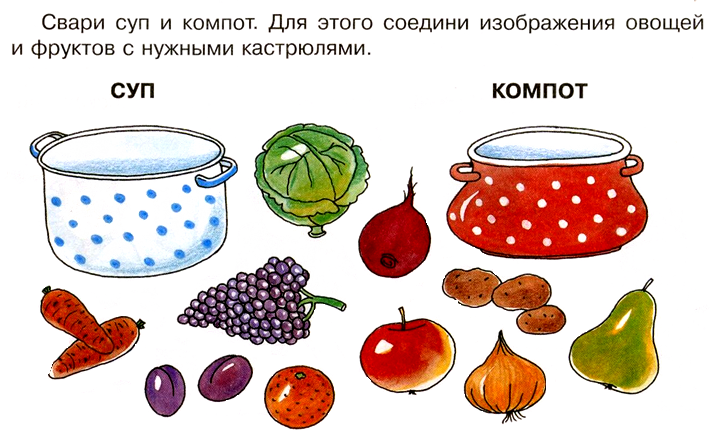 Свари суп и компот. Для этого соедини изображения овощей
и фруктов с нужными кастрюлями.
СУП
КОМПОТ